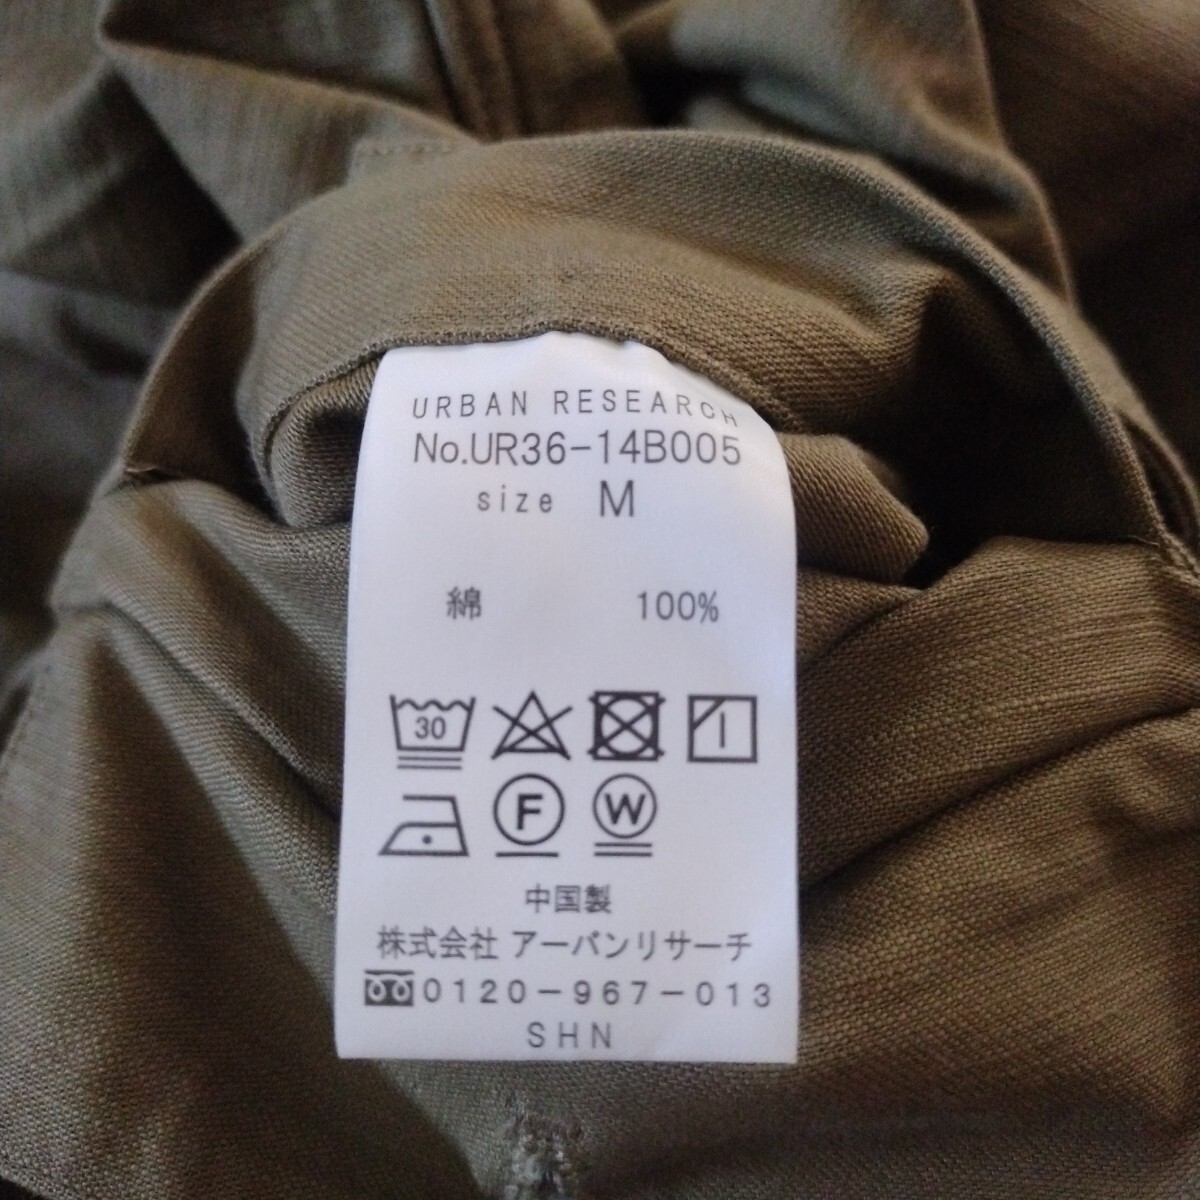 URBAN RESEARCH
No.UR36-14B005
size M
綿 100%
30
F W
中国製
株式会社 アーバンリサーチ
0120-967-013
SHN